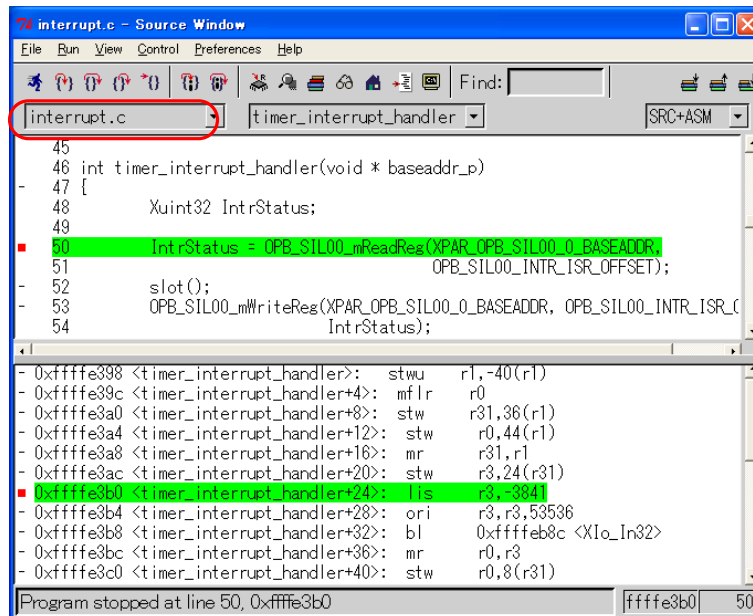 interrupt.c - Source Window
File Run View Control Preferences Help
Find:
interrupt.c timer_interrupt_handler SRC+ASM
45
46 int timer_interrupt_handler(void * baseaddr_p)
- 47 {
48 Xuint32 IntrStatus;
49
50 IntrStatus = OPB_SIL00_mReadReg(XPAR_OPB_SIL00_0_BASEADDR,
51 OPB_SIL00_INTR_ISR_OFFSET);
- 52 slot();
- 53 OPB_SIL00_mWriteReg(XPAR_OPB_SIL00_0_BASEADDR, OPB_SIL00_INTR_ISR_
54 IntrStatus);
- 0xffffe398 <timer_interrupt_handler>: stwu r1,-40(r1)
- 0xffffe39c <timer_interrupt_handler+4>: mflr r0
- 0xffffe3a0 <timer_interrupt_handler+8>: stw r31,36(r1)
- 0xffffe3a4 <timer_interrupt_handler+12>: stw r0,44(r1)
- 0xffffe3a8 <timer_interrupt_handler+16>: mr r31,r1
- 0xffffe3ac <timer_interrupt_handler+20>: stw r3,24(r31)
0xffffe3b0 <timer_interrupt_handler+24>: lis r3,-3841
- 0xffffe3b4 <timer_interrupt_handler+28>: ori r3,r3,53536
- 0xffffe3b8 <timer_interrupt_handler+32>: bl 0xffffeb8c <XIo_In32>
- 0xffffe3bc <timer_interrupt_handler+36>: mr r0,r3
- 0xffffe3c0 <timer_interrupt_handler+40>: stw r0,8(r31)
Program stopped at line 50, 0xffffe3b0 ffffe3b0 50